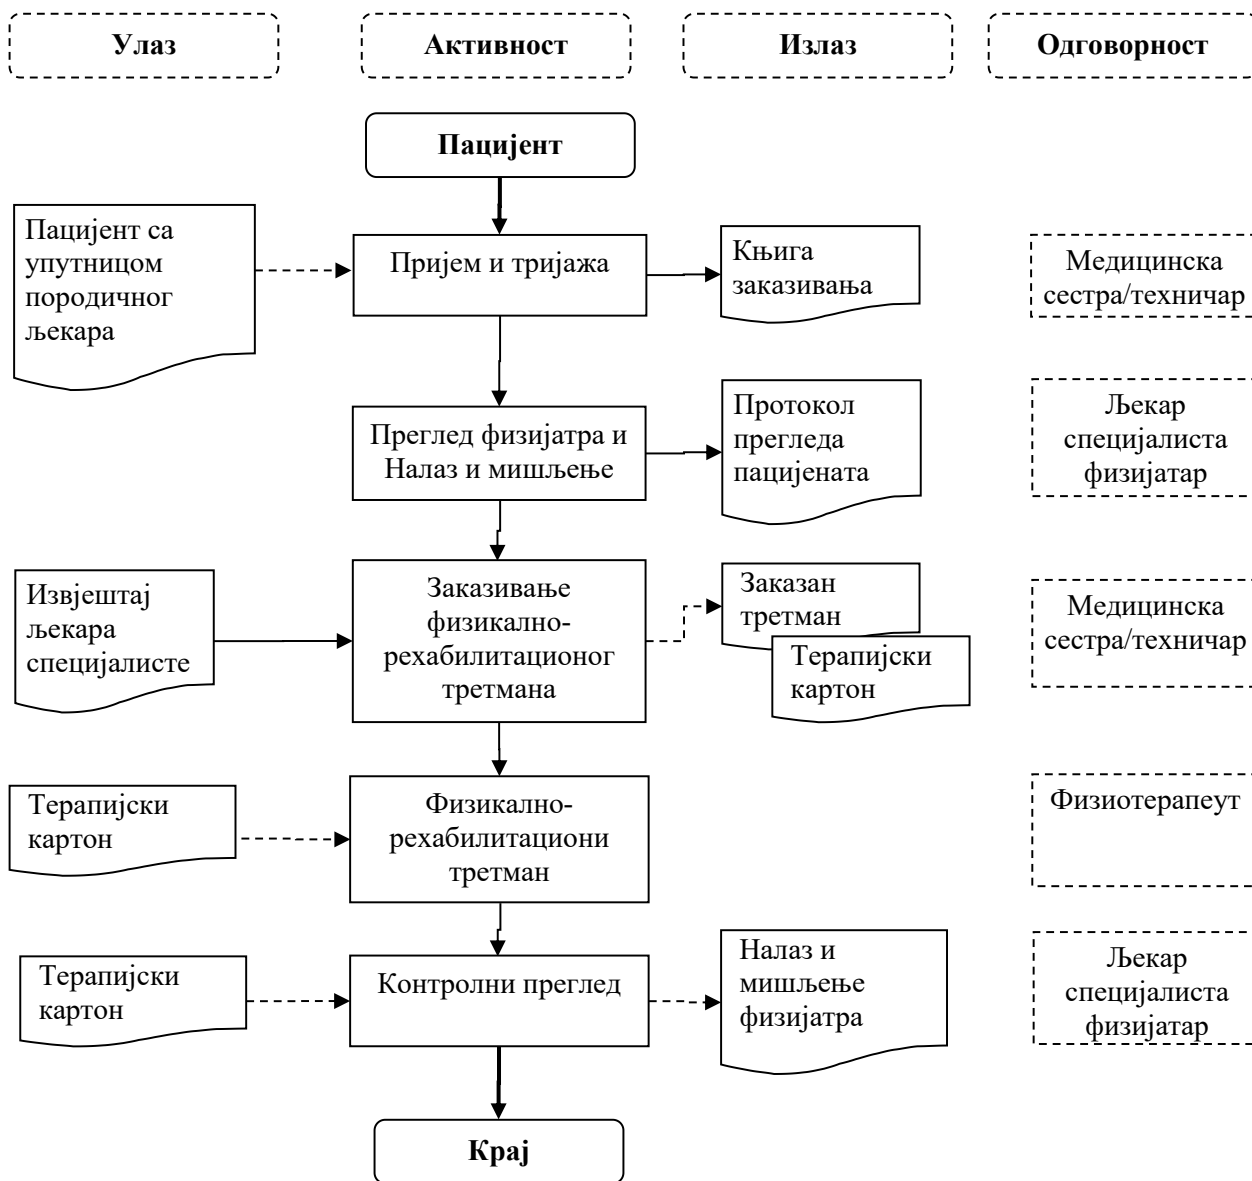 Улаз
Активност
Излаз
Одговорност
Пацијент
Пацијент са
упутницом
породичног
љекара
Пријем и тријажа
Књига
заказивања
Медицинска
сестра/техничар
Преглед физијатра и
Налаз и мишљење
Протокол
прегледа
пацијената
Љекар
специјалиста
физијатар
Извјештај
љекара
специјалисте
Заказивање
физикално-
рехабилитационог
третмана
Заказан
третман
Терапијски
картон
Медицинска
сестра/техничар
Терапијски
картон
Физикално-
рехабилитациони
третман
Физиотерапеут
Терапијски
картон
Контролни преглед
Налаз и
мишљење
физијатра
Љекар
специјалиста
физијатар
Крај